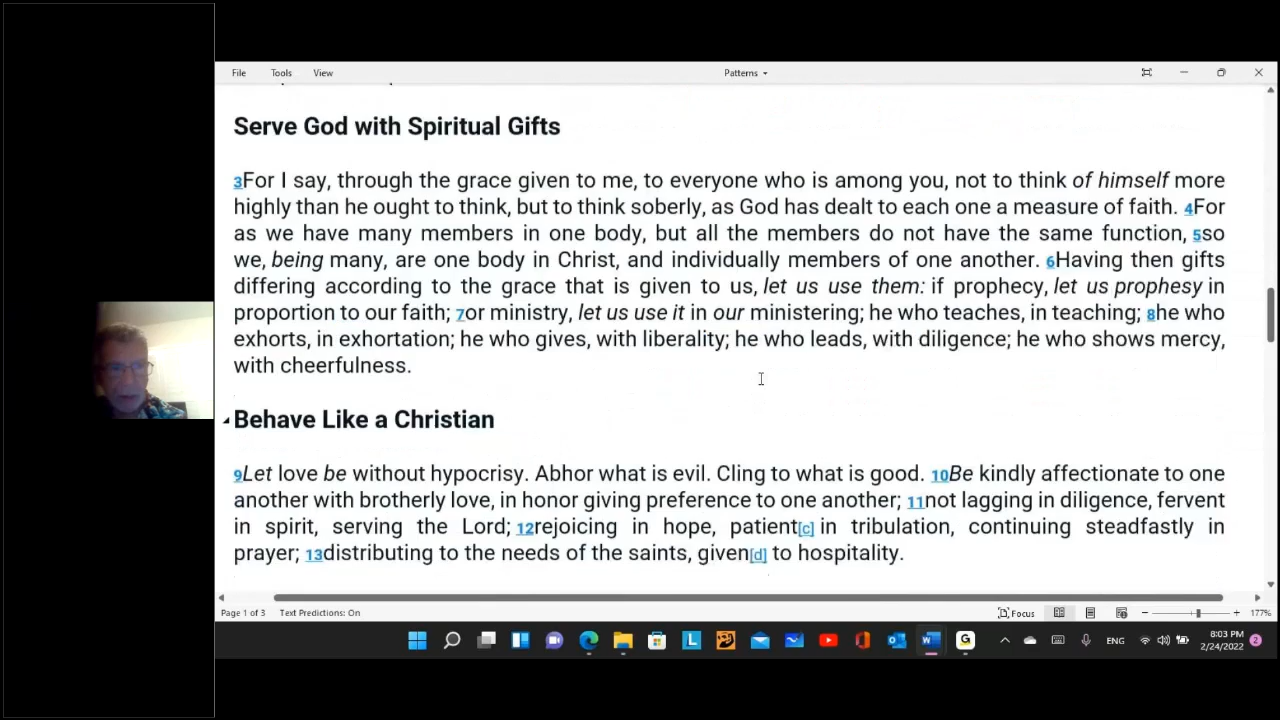 File Tools View Patterns
Serve God with Spiritual Gifts
3For I say, through the grace given to me, to everyone who is among you, not to think of himself more
highly than he ought to think, but to think soberly, as God has dealt to each one a measure of faith. 4For
as we have many members in one body, but all the members do not have the same function, 5so
we, being many, are one body in Christ, and individually members of one another. 6Having then gifts
differing according to the grace that is given to us, let us use them: if prophecy, let us prophesy in
proportion to our faith; 7or ministry, let us use it in our ministering; he who teaches, in teaching; 8he who
exhorts, in exhortation; he who gives, with liberality; he who leads, with diligence; he who shows mercy,
with cheerfulness.
Behave Like a Christian
9Let love be without hypocrisy. Abhor what is evil. Cling to what is good. 10Be kindly affectionate to one
another with brotherly love, in honor giving preference to one another; 11not lagging in diligence, fervent
in spirit, serving the Lord; 12rejoicing in hope, patient[c] in tribulation, continuing steadfastly in
prayer; 13distributing to the needs of the saints, given[d] to hospitality.
Page 1 of 3 Text Predictions: On Focus 177%
L W G ENG 8:03 PM
2/24/2022 2